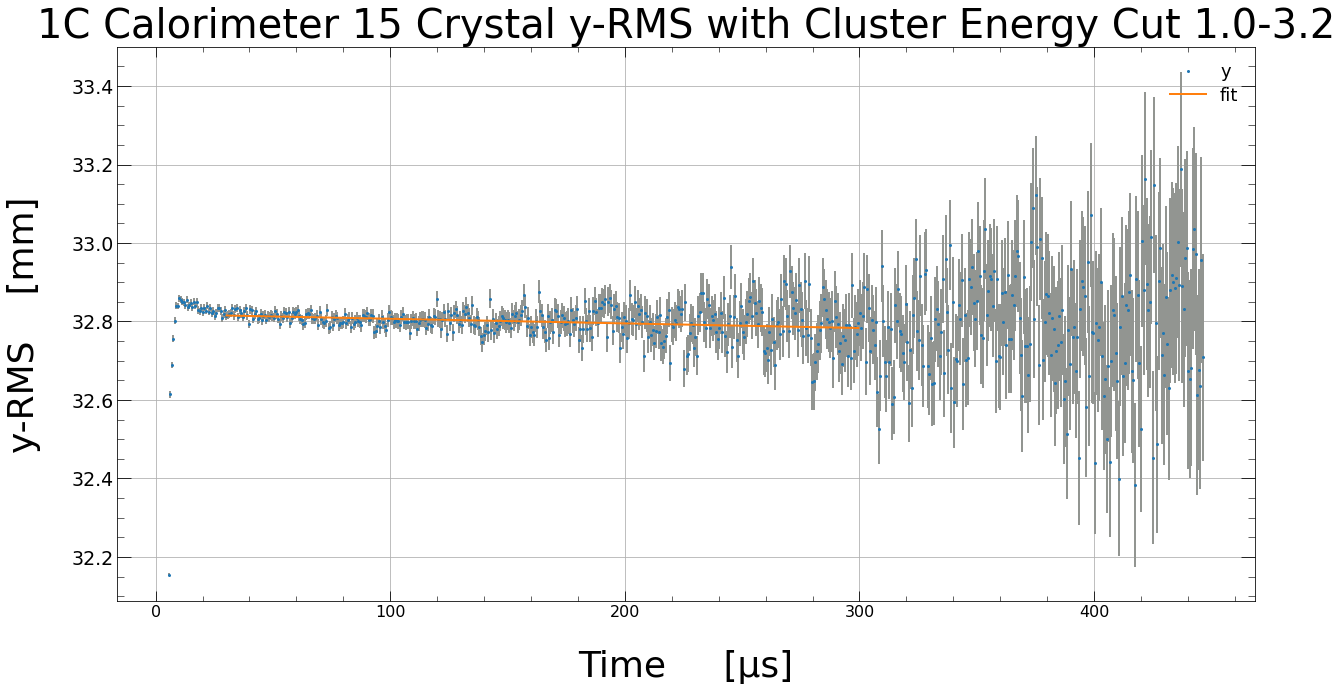 1C Calorimeter 15 Crystal y-RMS with Cluster Energy Cut 1.0-3.2
y
fit
33.4
33.2
33.0
32.8
32.6
32.4
32.2
y-RMS [mm]
0 100 200 300 400
Time [μs]